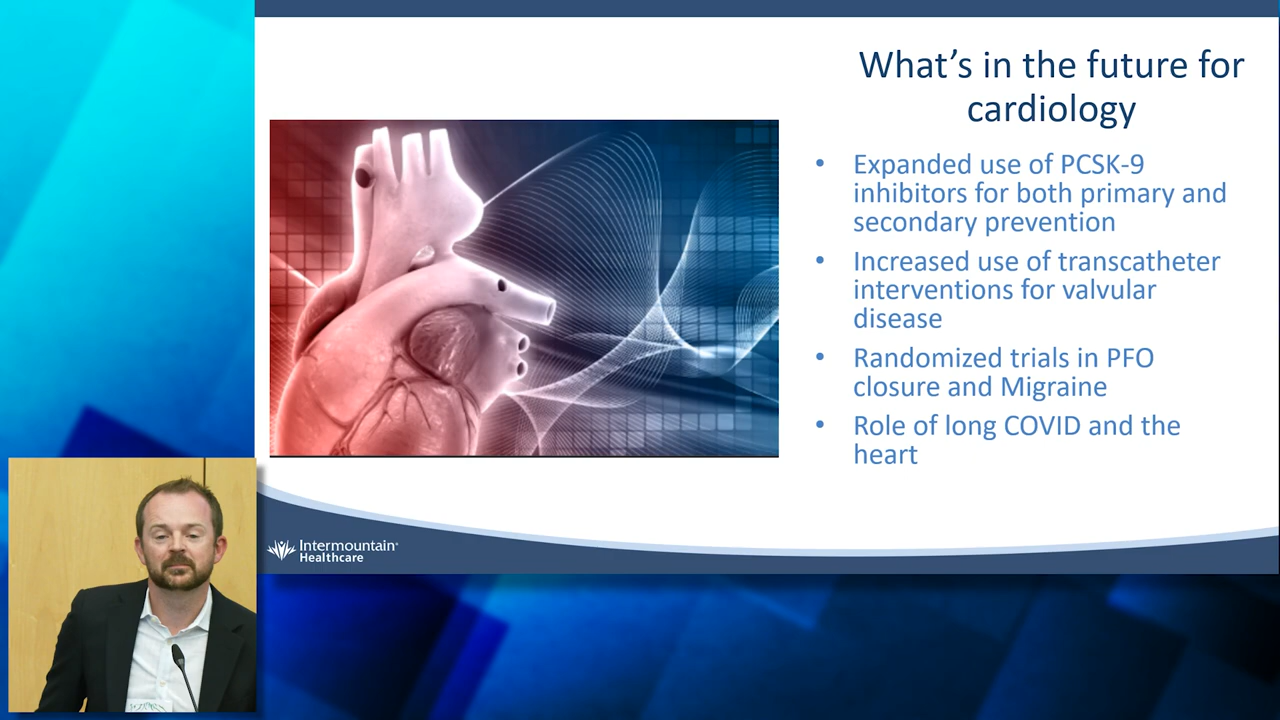 What's in the future for
cardiology
• Expanded use of PCSK-9
inhibitors for both primary and
secondary prevention
• Increased use of transcatheter
interventions for valvular
disease
• Randomized trials in PFO
closure and Migraine
• Role of long COVID and the
heart
Intermountain
Healthcare